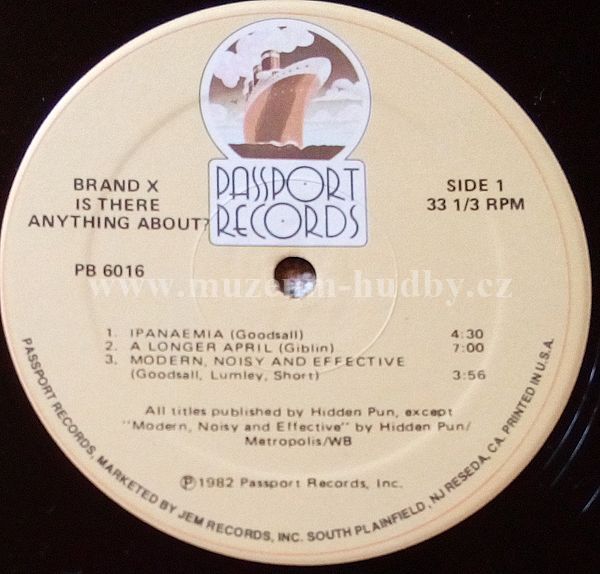 PASSPORT
RECORDS
BRAND X
IS THERE
ANYTHING ABOUT?
SIDE 1
33 1/3 RPM
PB 6016
www.muzeum-hudby.cz
1. IPANAEMIA (Goodsall) 4:30
2. A LONGER APRIL (Giblin) 7:00
3. MODERN, NOISY AND EFFECTIVE
(Goodsall, Lumley, Short) 3:56
All titles published by Hidden Pun, except
"Modern, Noisy and Effective" by Hidden Pun/
Metropolis/WB
Ⓟ1982 Passport Records, Inc.
PASSPORT RECORDS, MARKETED BY JEM RECORDS, INC. SOUTH PLAINFIELD, NJ RESEDA, CA. PRINTED IN U.S.A.